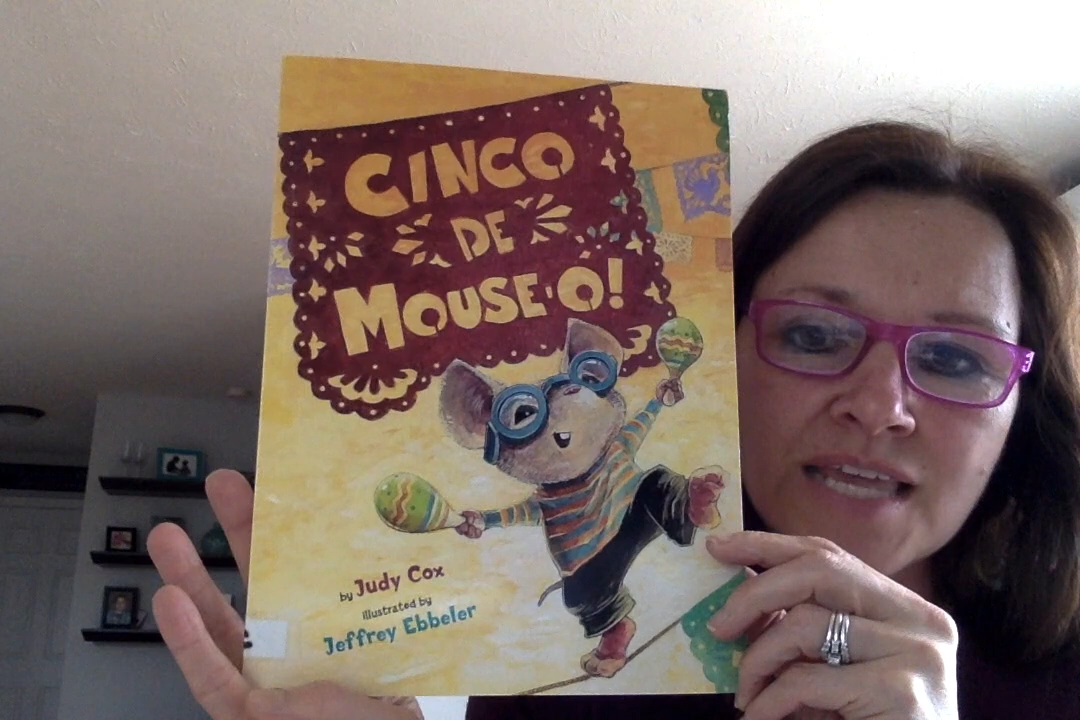 CINCO
DE
MOUSE-O!
by Judy Cox
illustrated by
Jeffrey Ebbeler